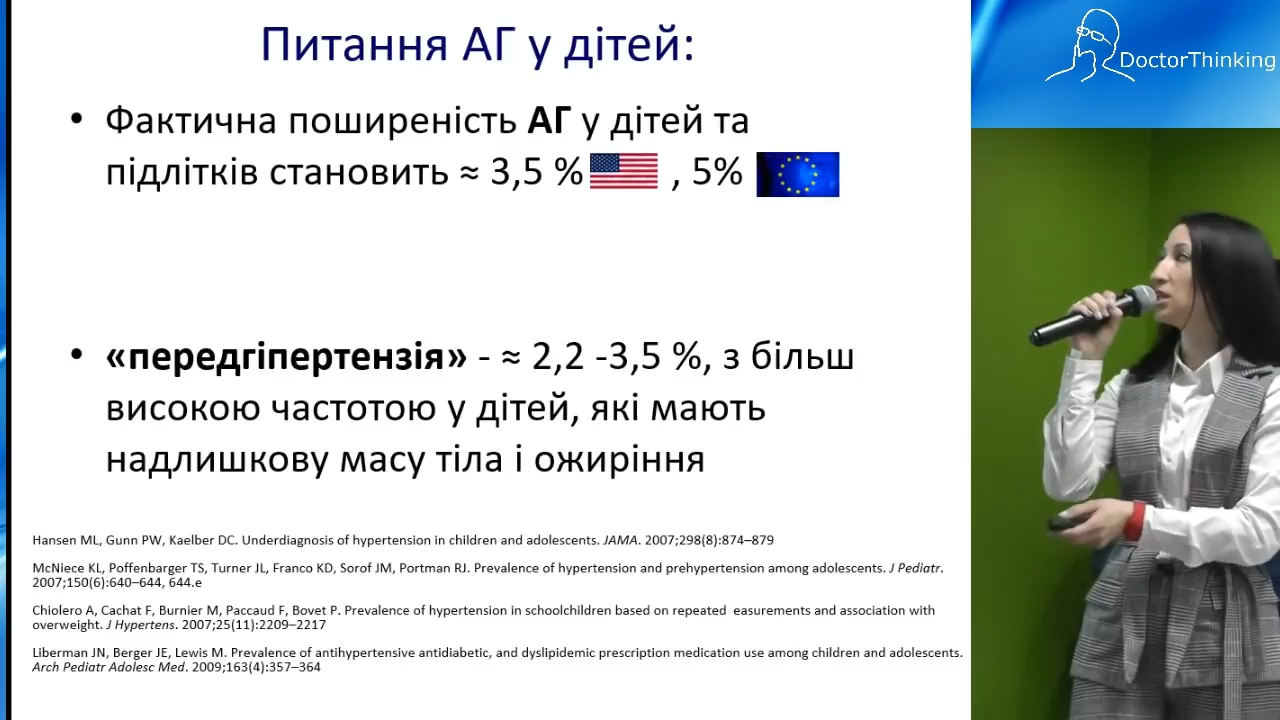 Питання АГ у дітей:
• Фактична поширеність АГ у дітей та
підлітків становить ≈ 3,5 % , 5%
• «передгіпертензія» - ≈ 2,2 -3,5 %, з більш
високою частотою у дітей, які мають
надлишкову масу тіла і ожиріння
Hansen ML, Gunn PW, Kaelber DC. Underdiagnosis of hypertension in children and adolescents. JAMA. 2007;298(8):874–879
McNiece KL, Poffenbarger TS, Turner JL, Franco KD, Sorof JM, Portman RJ. Prevalence of hypertension and prehypertension among adolescents. J Pediatr.
2007;150(6):640–644, 644.e
Chiolero A, Cachat F, Burnier M, Paccaud F, Bovet P. Prevalence of hypertension in schoolchildren based on repeated easurements and association with
overweight. J Hypertens. 2007;25(11):2209–2217
Liberman JN, Berger JE, Lewis M. Prevalence of antihypertensive antidiabetic, and dyslipidemic prescription medication use among children and adolescents.
Arch Pediatr Adolesc Med. 2009;163(4):357–364
DoctorThinking